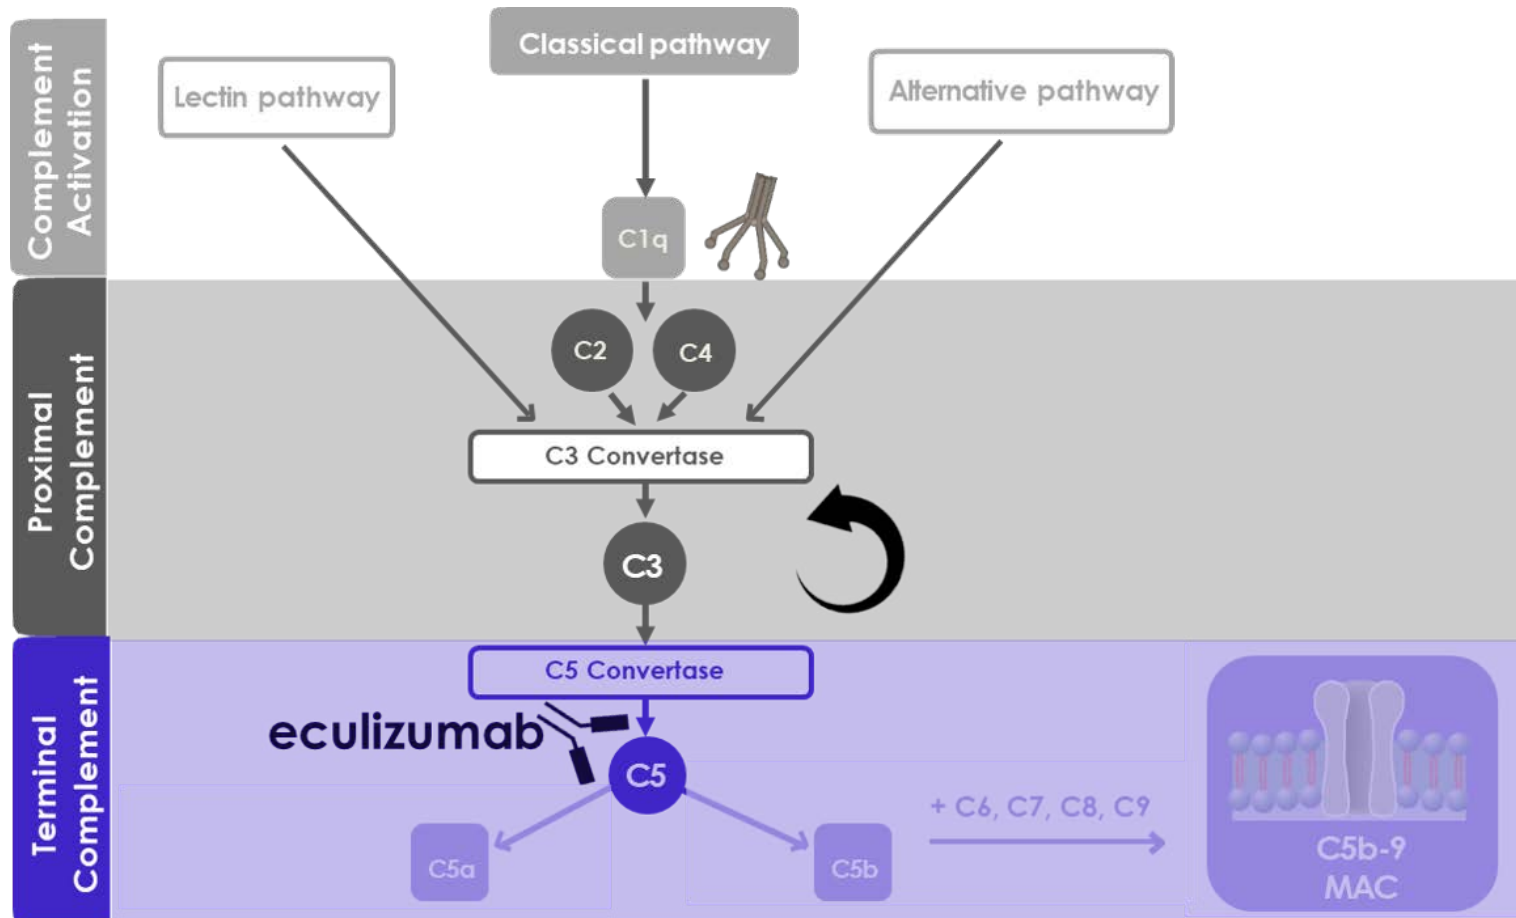 Complement
Activation
Classical pathway
Lectin pathway
Alternative pathway
C1q
Proximal
Complement
C2
C4
C3 Convertase
C3
Terminal
Complement
C5 Convertase
eculizumab
C5
C5a
C5b
+ C6, C7, C8, C9
C5b-9
MAC